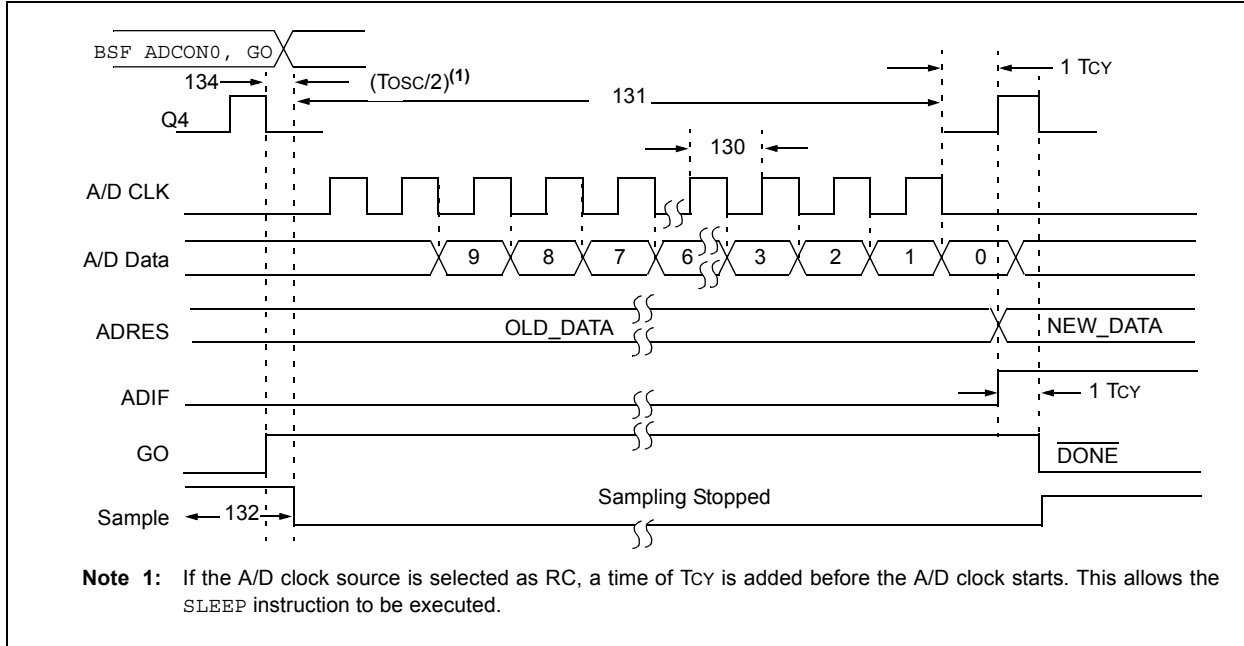 BSF ADCON0, GO
134
(TOSC/2)(1)
131
1 TCY
Q4
130
A/D CLK
A/D Data
9 8 7 6 3 2 1 0
ADRES
OLD_DATA
NEW_DATA
ADIF
1 TCY
GO
DONE
Sampling Stopped
Sample
132
Note 1: If the A/D clock source is selected as RC, a time of TCY is added before the A/D clock starts. This allows the
SLEEP instruction to be executed.